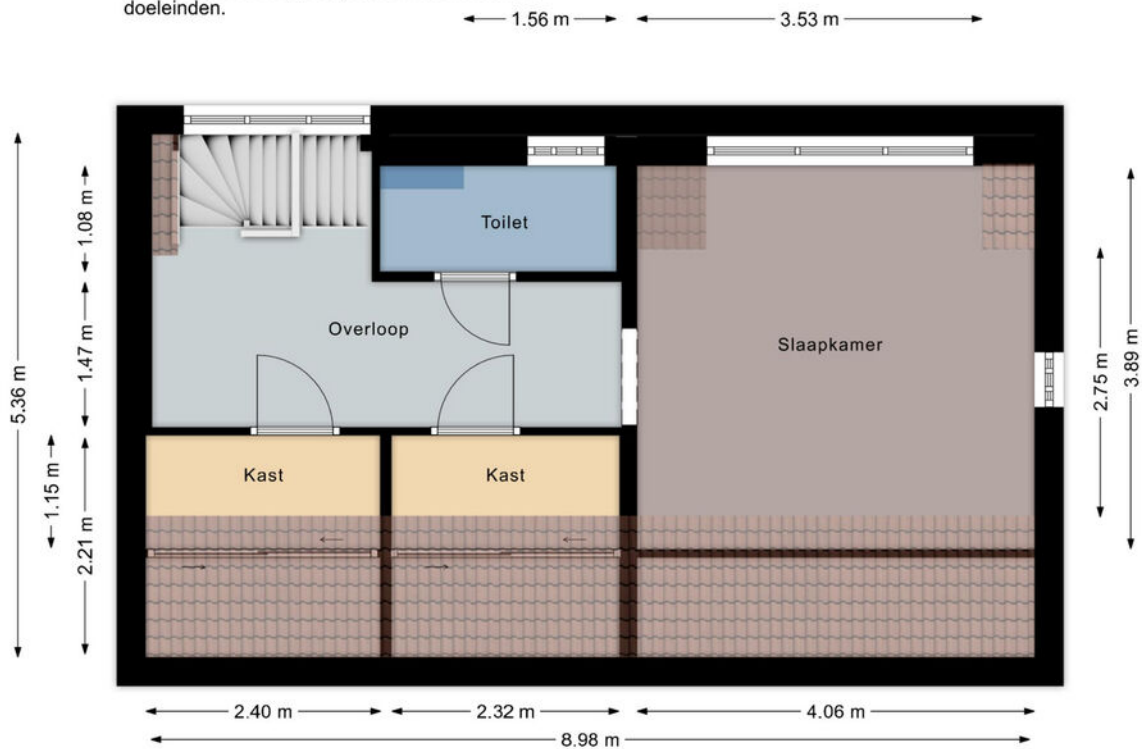 doeleinden.
1.56 m
3.53 m
1.08 m
Toilet
Overloop
Slaapkamer
1.47 m
2.75 m
3.89 m
5.36 m
Kast
Kast
1.15 m
2.21 m
2.40 m
2.32 m
4.06 m
8.98 m